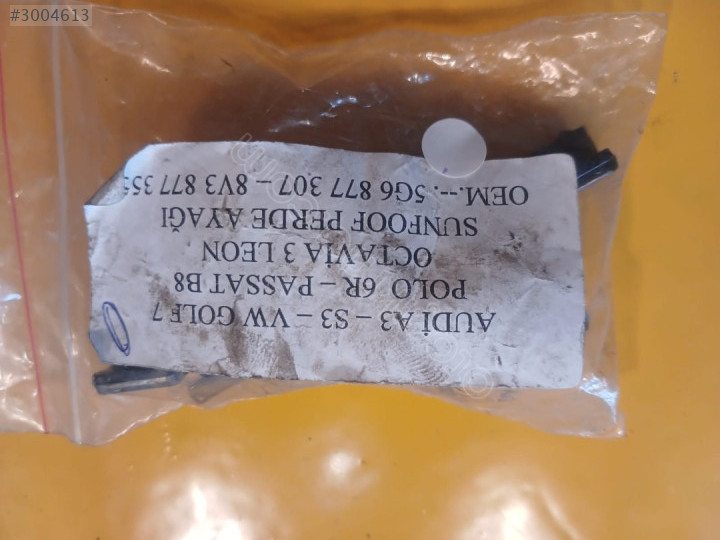 #3004613
AUDİ A3 – S3 – VW GOLF 7
POLO 6R – PASSAT B8
OCTAVİA 3 LEON
SUNFOOF PERDE AYAĞI
OEM.--.5G6 877 307 – 8V3 877 355